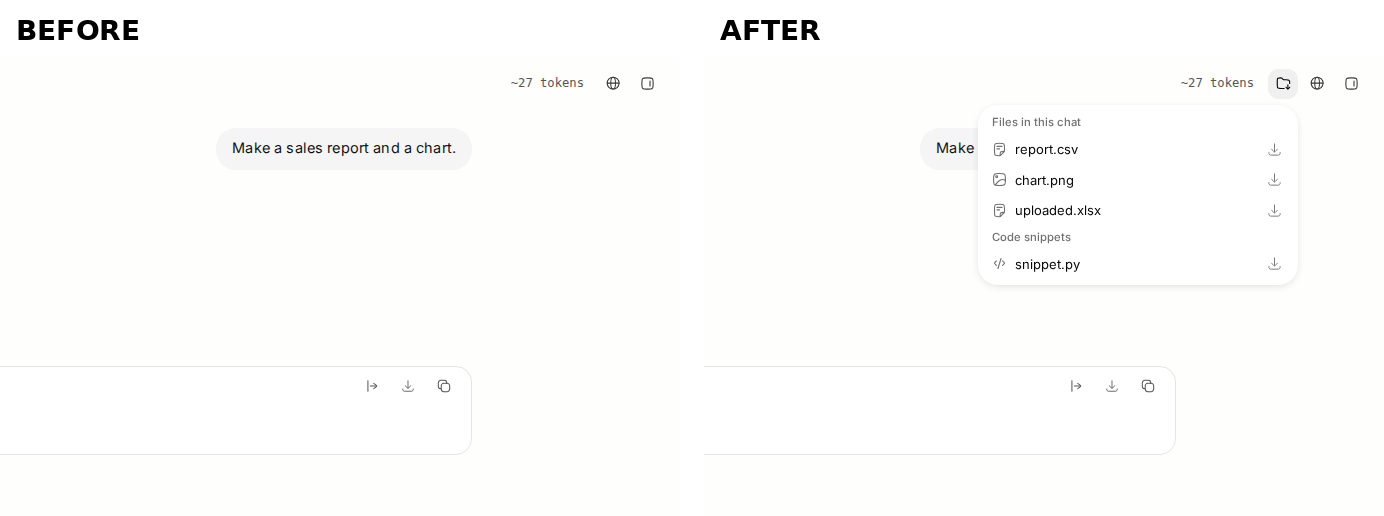 BEFORE
~27 tokens
Make a sales report and a chart.
AFTER
~27 tokens
Make
Files in this chat
report.csv
chart.png
uploaded.xlsx
Code snippets
snippet.py